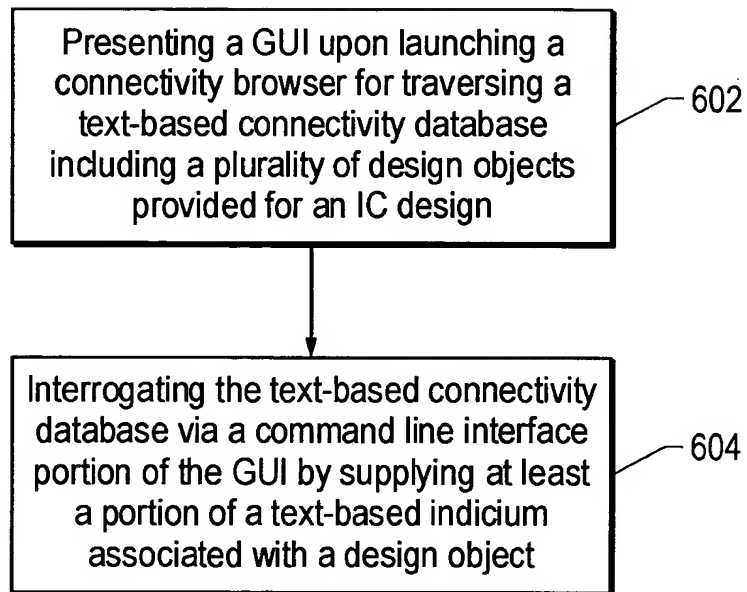 Presenting a GUI upon launching a
connectivity browser for traversing a
text-based connectivity database
including a plurality of design objects
provided for an IC design
602
Interrogating the text-based connectivity
database via a command line interface
portion of the GUI by supplying at least
a portion of a text-based indicium
associated with a design object
604